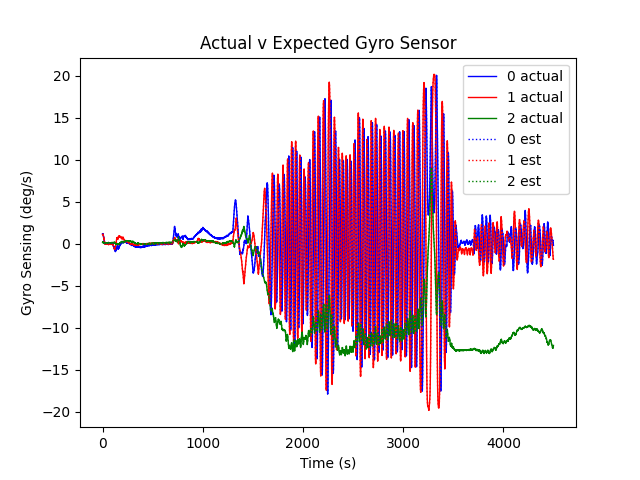 Actual v Expected Gyro Sensor
20
15
10
5
0
−5
−10
−15
−20
Gyro Sensing (deg/s)
0 actual
1 actual
2 actual
0 est
1 est
2 est
0 1000 2000 3000 4000
Time (s)